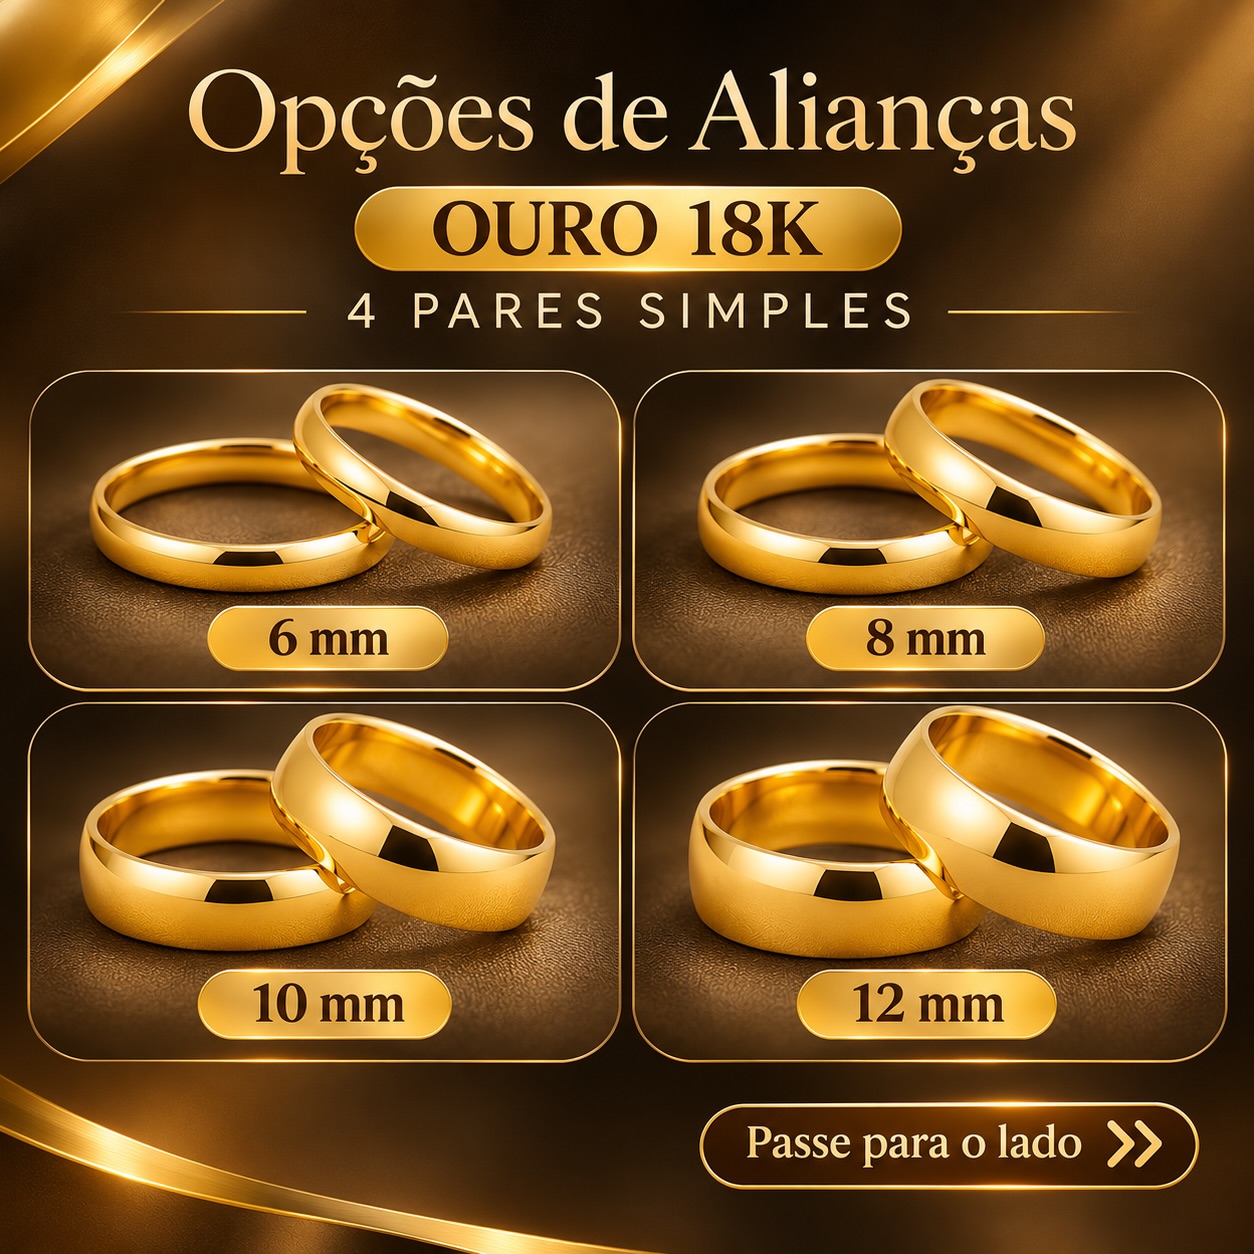 Opções de Alianças
OURO 18K
4 PARES SIMPLES
6 mm
8 mm
10 mm
12 mm
Passe para o lado